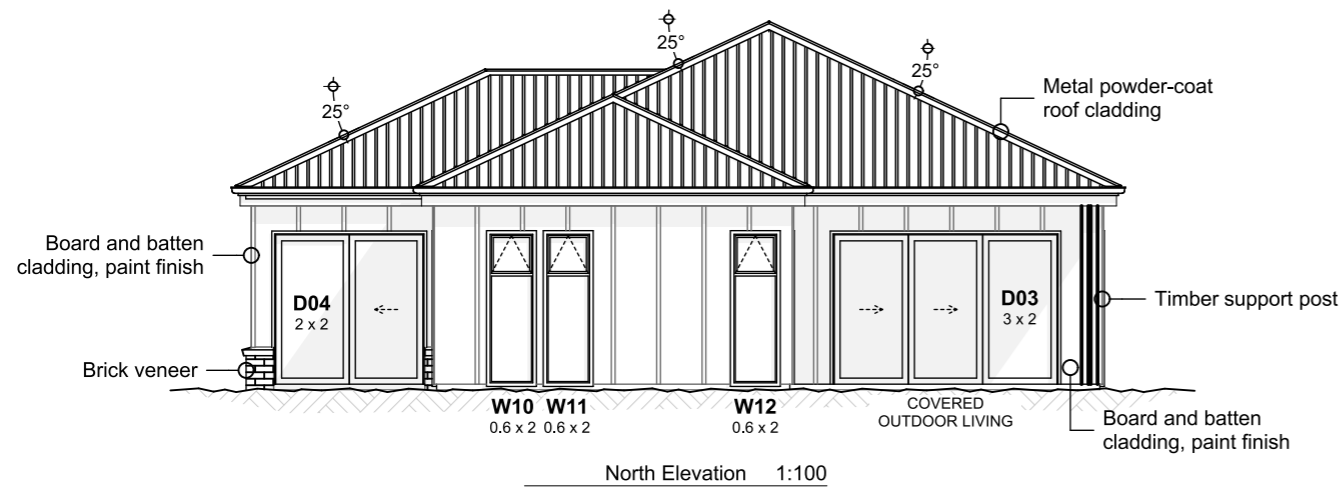 25°
25°
25°
Metal powder-coat
roof cladding
Board and batten
cladding, paint finish
D04
2 x 2
D03
3 x 2
Timber support post
Brick veneer
W10
0.6 x 2
W11
0.6 x 2
W12
0.6 x 2
COVERED
OUTDOOR LIVING
Board and batten
cladding, paint finish
North Elevation 1:100